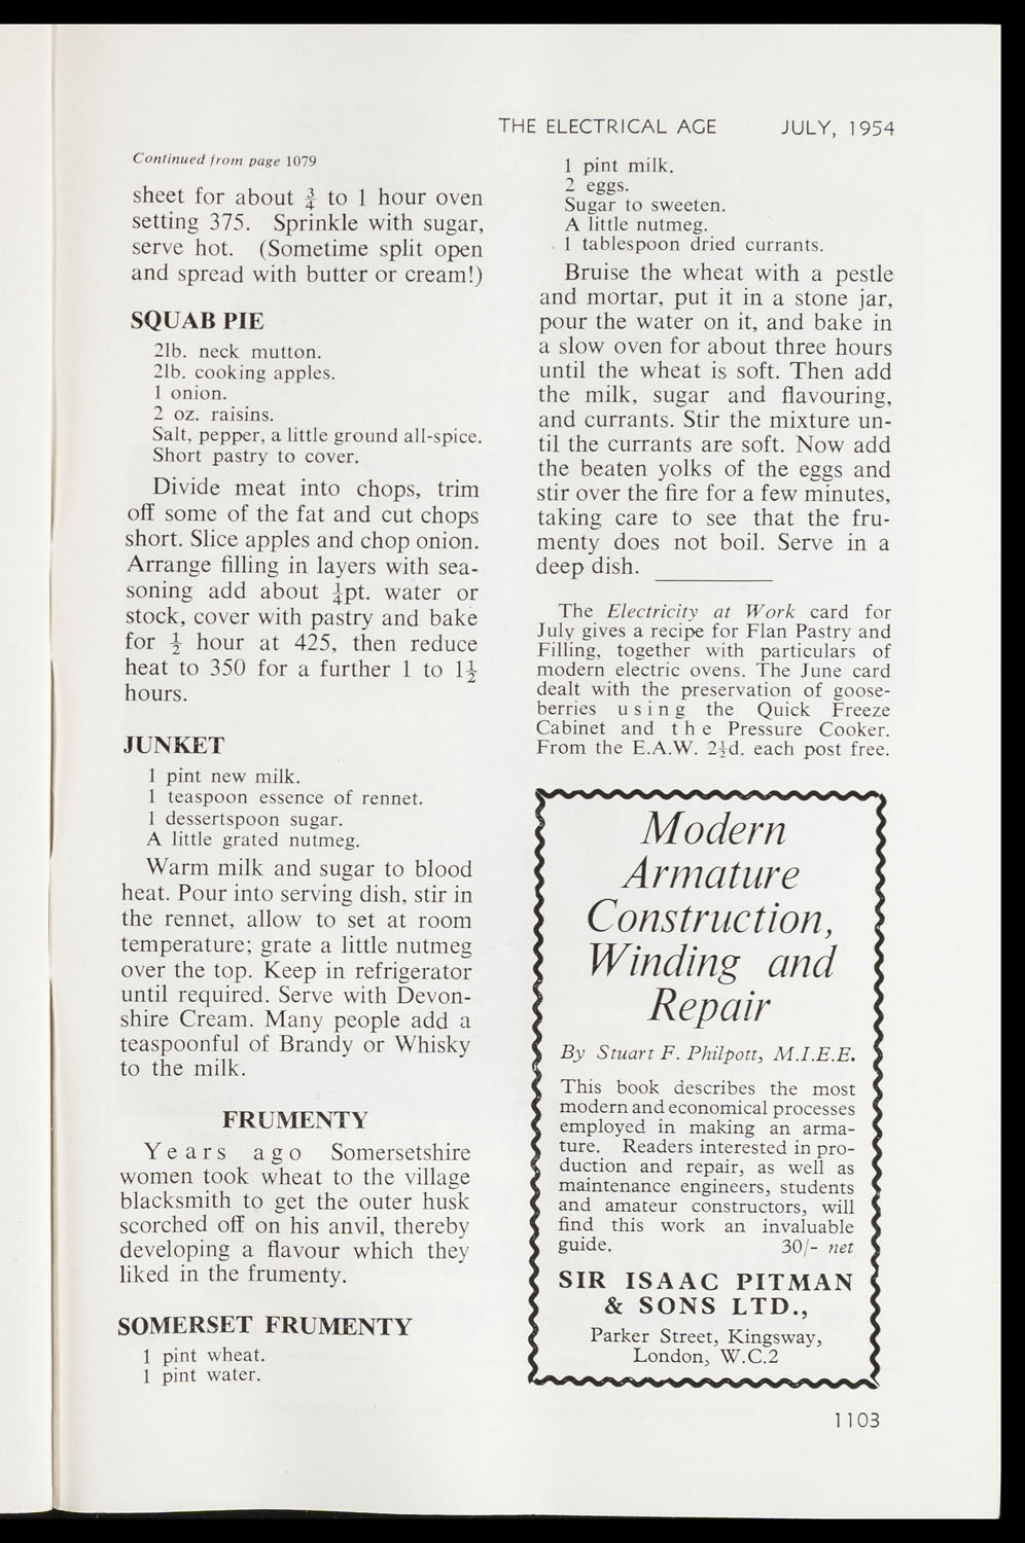 THE ELECTRICAL AGE JULY, 1954
Continued from page 1079
sheet for about ¾ to 1 hour oven
setting 375. Sprinkle with sugar,
serve hot. (Sometime split open
and spread with butter or cream!)
SQUAB PIE
2lb. neck mutton.
2lb. cooking apples.
1 onion.
2 oz. raisins.
Salt, pepper, a little ground all-spice.
Short pastry to cover.
Divide meat into chops, trim
off some of the fat and cut chops
short. Slice apples and chop onion.
Arrange filling in layers with sea-
soning add about ¼pt. water or
stock, cover with pastry and bake
for ½ hour at 425, then reduce
heat to 350 for a further 1 to 1½
hours.
JUNKET
1 pint new milk.
1 teaspoon essence of rennet.
1 dessertspoon sugar.
A little grated nutmeg.
Warm milk and sugar to blood
heat. Pour into serving dish, stir in
the rennet, allow to set at room
temperature; grate a little nutmeg
over the top. Keep in refrigerator
until required. Serve with Devon-
shire Cream. Many people add a
teaspoonful of Brandy or Whisky
to the milk.
FRUMENTY
Years ago Somersetshire
women took wheat to the village
blacksmith to get the outer husk
scorched off on his anvil, thereby
developing a flavour which they
liked in the frumenty.
SOMERSET FRUMENTY
1 pint wheat.
1 pint water.
1 pint milk.
2 eggs.
Sugar to sweeten.
A little nutmeg.
1 tablespoon dried currants.
Bruise the wheat with a pestle
and mortar, put it in a stone jar,
pour the water on it, and bake in
a slow oven for about three hours
until the wheat is soft. Then add
the milk, sugar and flavouring,
and currants. Stir the mixture un-
til the currants are soft. Now add
the beaten yolks of the eggs and
stir over the fire for a few minutes,
taking care to see that the fru-
menty does not boil. Serve in a
deep dish.
The Electricity at Work card for
July gives a recipe for Flan Pastry and
Filling, together with particulars of
modern electric ovens. The June card
dealt with the preservation of goose-
berries using the Quick Freeze
Cabinet and the Pressure Cooker.
From the E.A.W. 2½d. each post free.
Modern
Armature
Construction,
Winding and
Repair
By Stuart F. Philpott, M.I.E.E.
This book describes the most
modern and economical processes
employed in making an arma-
ture. Readers interested in pro-
duction and repair, as well as
maintenance engineers, students
and amateur constructors, will
find this work an invaluable
guide. 30/- net
SIR ISAAC PITMAN
& SONS LTD.,
Parker Street, Kingsway,
London, W.C.2
1103